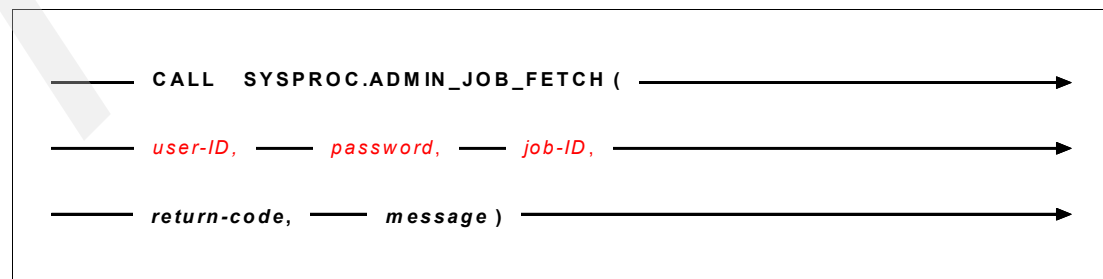 CALL SYSPROC.ADMIN_JOB_FETCH (
user-ID, password, job-ID,
return-code, message )